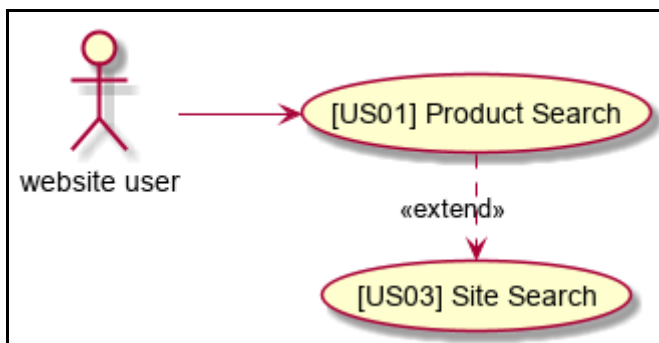 [US01] Product Search
website user
«extend»
[US03] Site Search